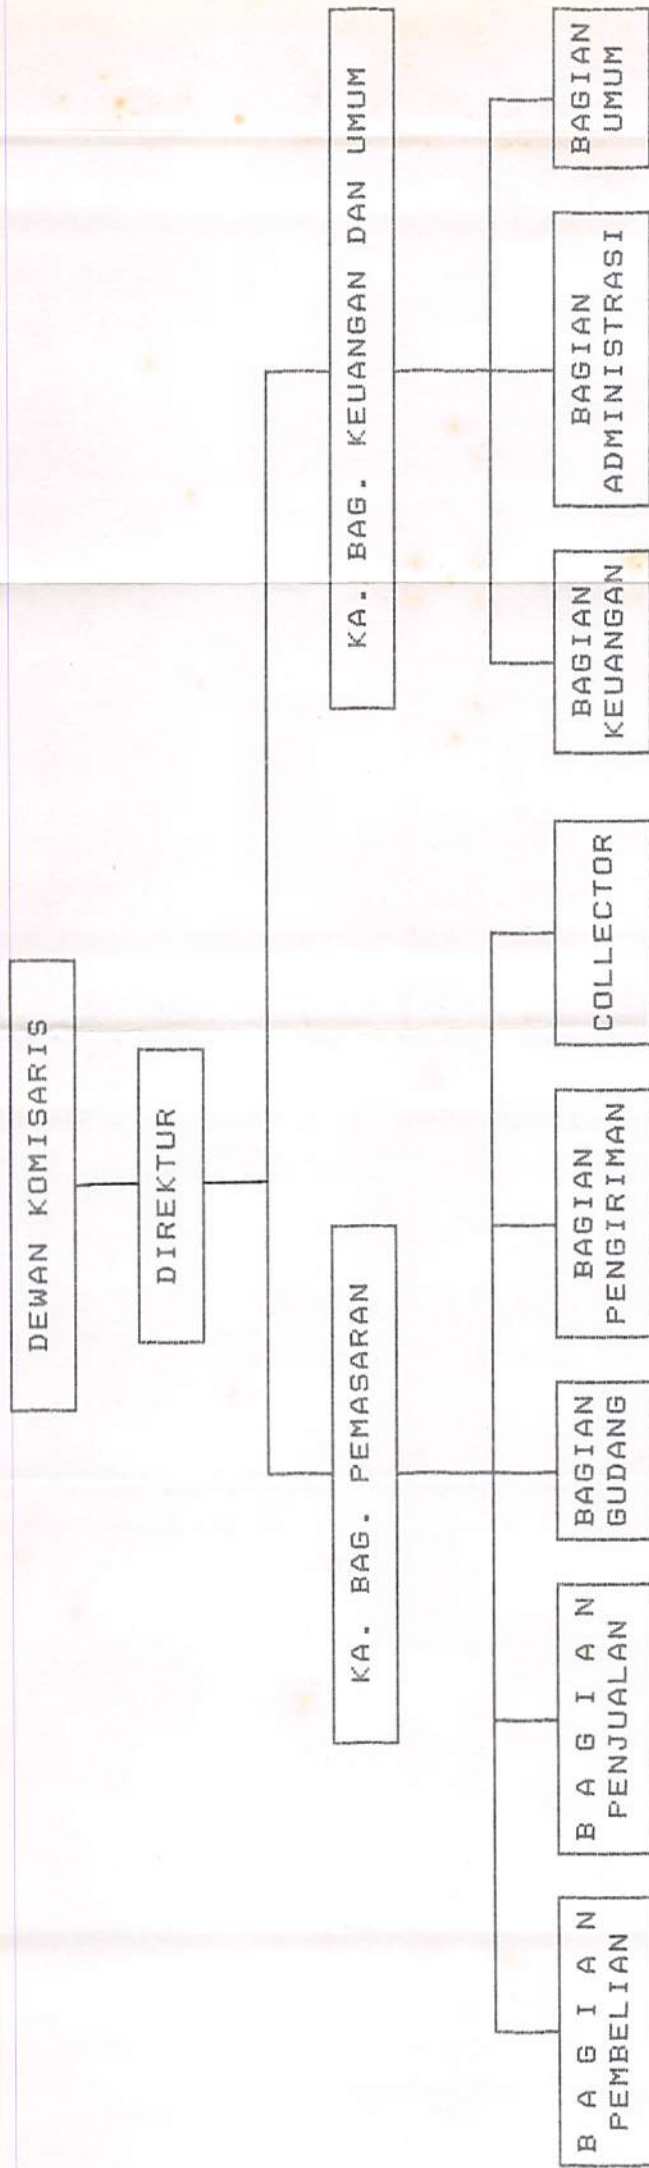 DEWAN KOMISARIS
DIREKTUR
KA. BAG. PEMASARAN
KA. BAG. KEUANGAN DAN UMUM
B A G I A N
PEMBELIAN
B A G I A N
PENJUALAN
BAGIAN
GUDANG
BAGIAN
PENGIRIMAN
COLLECTOR
BAGIAN
KEUANGAN
BAGIAN
ADMINISTRASI
BAGIAN
UMUM